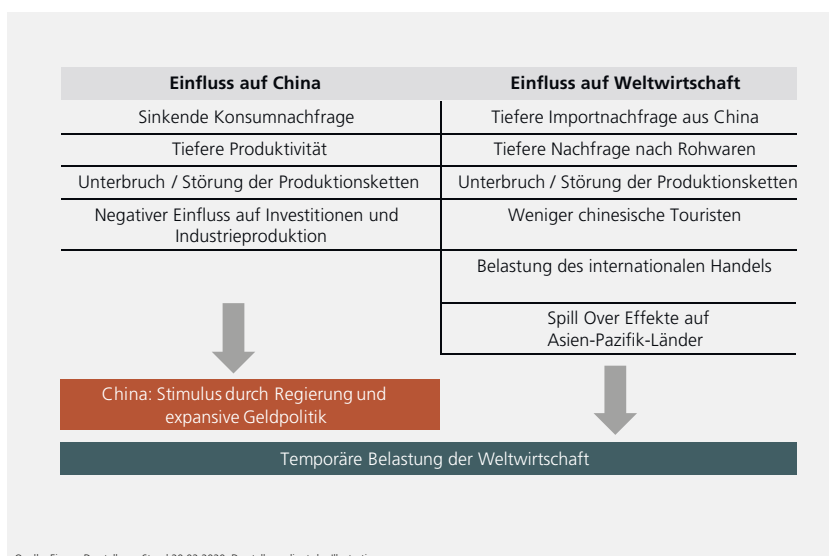 Einfluss auf China
Einfluss auf Weltwirtschaft
Sinkende Konsumnachfrage
Tiefere Importnachfrage aus China
Tiefere Produktivität
Tiefere Nachfrage nach Rohwaren
Unterbruch / Störung der Produktionsketten
Unterbruch / Störung der Produktionsketten
Negativer Einfluss auf Investitionen und
Industrieproduktion
Weniger chinesische Touristen
Belastung des internationalen Handels
Spill Over Effekte auf
Asien-Pazifik-Länder
China: Stimulus durch Regierung und
expansive Geldpolitik
Temporäre Belastung der Weltwirtschaft